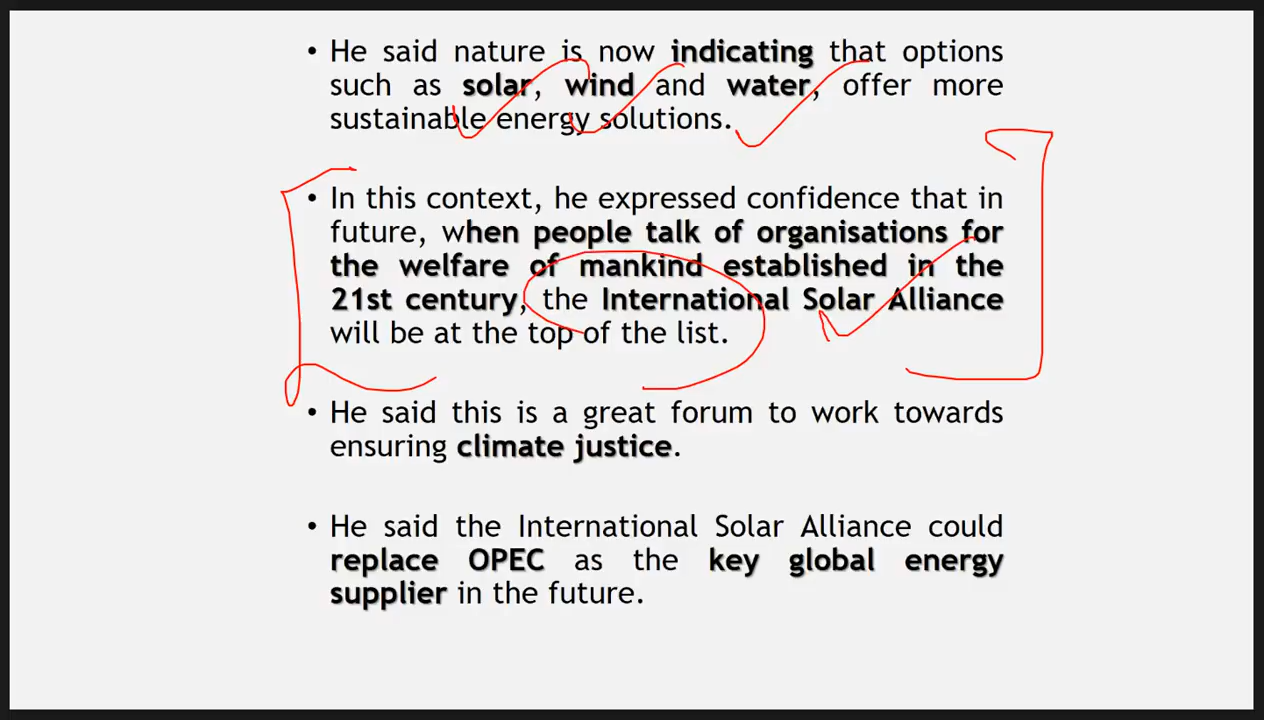 • He said nature is now indicating that options
such as solar, wind and water, offer more
sustainable energy solutions.
• In this context, he expressed confidence that in
future, when people talk of organisations for
the welfare of mankind established in the
21st century, the International Solar Alliance
will be at the top of the list.
• He said this is a great forum to work towards
ensuring climate justice.
• He said the International Solar Alliance could
replace OPEC as the key global energy
supplier in the future.